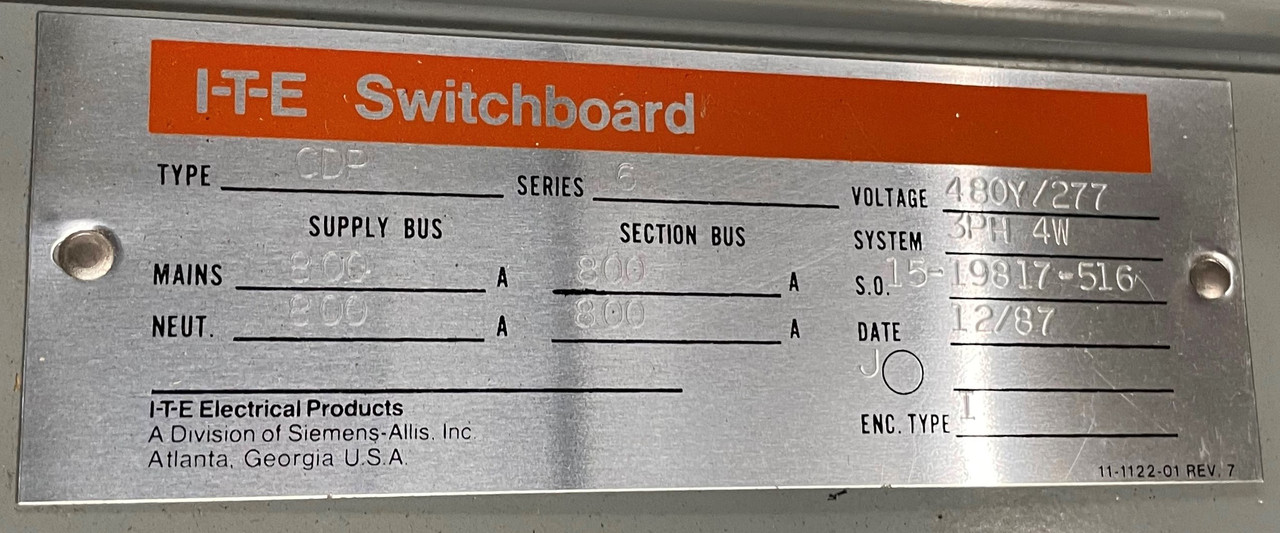 I-T-E Switchboard
TYPE CDP SERIES 6 VOLTAGE 480Y/277
SUPPLY BUS SECTION BUS SYSTEM 3PH 4W
MAINS 800 A 800 A S.O. 15-19817-516
NEUT. 800 A 800 A DATE 12/87
J
ENC. TYPE I
I-T-E Electrical Products
A Division of Siemens-Allis, Inc.
Atlanta, Georgia U.S.A.
11-1122-01 REV. 7